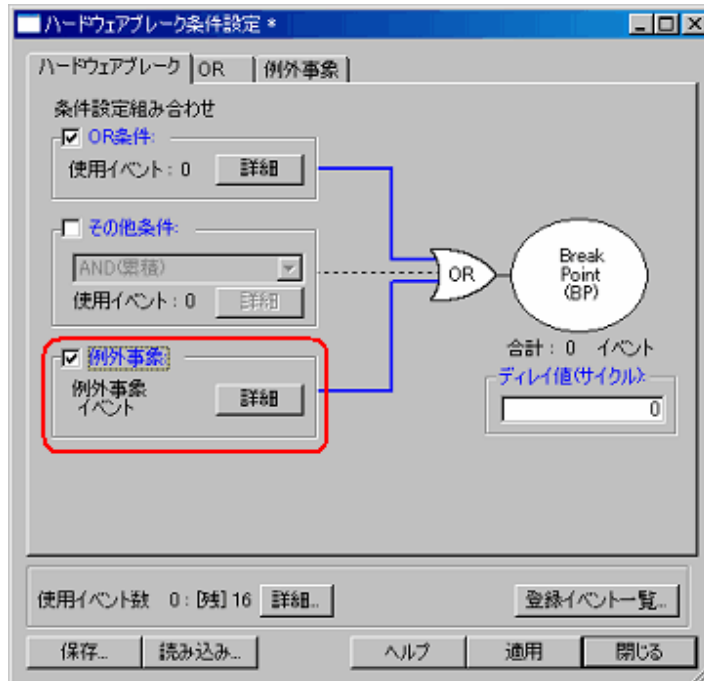 ハードウェアブレーク条件設定 *
ハードウェアブレーク OR 例外事象
条件設定組み合わせ
OR条件:
使用イベント : 0 詳細
その他条件:
AND(累積)
使用イベント : 0 詳細
例外事象:
例外事象
イベント
詳細
OR
Break
Point
(BP)
合計 : 0 イベント
ディレイ値(サイクル):
0
使用イベント数 0 : [残] 16 詳細... 登録イベント一覧...
保存... 読み込み... ヘルプ 適用 閉じる